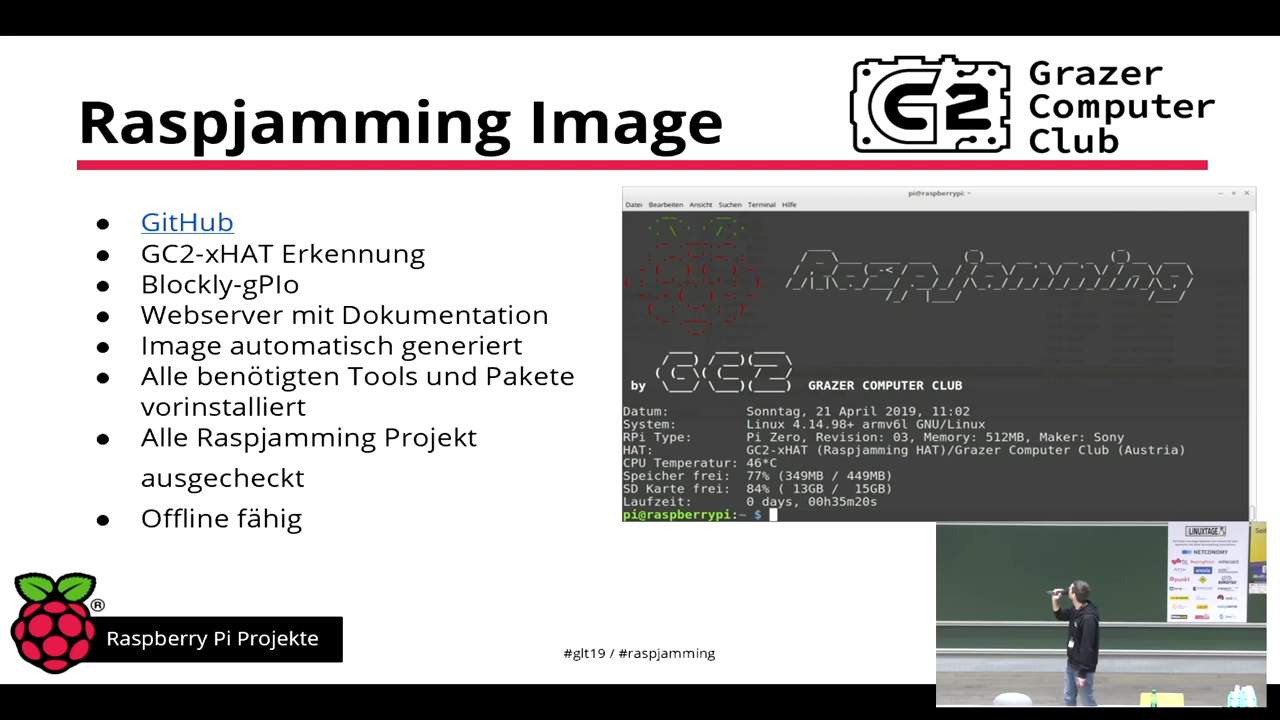 Raspjamming Image
G2
Grazer
Computer
Club
● GitHub
● GC2-xHAT Erkennung
● Blockly-gPIo
● Webserver mit Dokumentation
● Image automatisch generiert
● Alle benötigten Tools und Pakete
vorinstalliert
● Alle Raspjamming Projekt
ausgecheckt
● Offline fähig
pi@raspberrypi: ~
Datei Bearbeiten Ansicht Suchen Terminal Hilfe
Raspjamming
by GC2 GRAZER COMPUTER CLUB
Datum: Sonntag, 21 April 2019, 11:02
System: Linux 4.14.98+ armv6l GNU/Linux
RPi Type: Pi Zero, Revision: 03, Memory: 512MB, Maker: Sony
HAT: GC2-xHAT (Raspjamming HAT)/Grazer Computer Club (Austria)
CPU Temperatur: 46*C
Speicher frei: 77% (349MB / 449MB)
SD Karte frei: 84% ( 13GB / 15GB)
Laufzeit: 0 days, 00h35m20s
pi@raspberrypi:~ $
LINUXTAGE
NETCONOMY
®
Raspberry Pi Projekte
#glt19 / #raspjamming